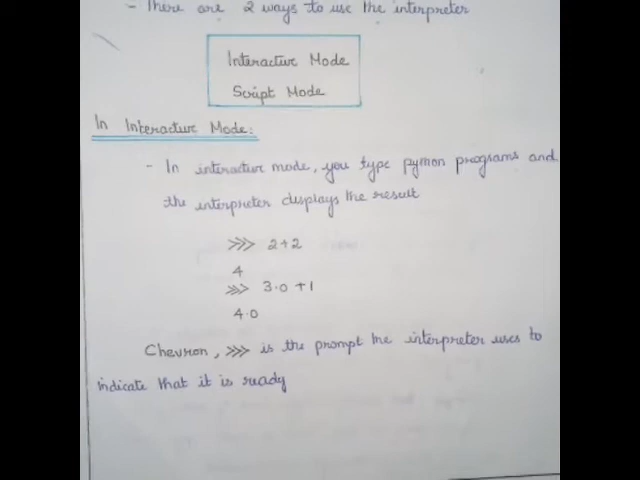 - There are 2 ways to use the interpreter
Interactive Mode
Script Mode
In Interactive Mode:
- In interactive mode, you type python programs and
the interpreter displays the result
>>> 2+2
4
>>> 3.0 +1
4.0
Chevron, >>> is the prompt the interpreter uses to
indicate that it is ready